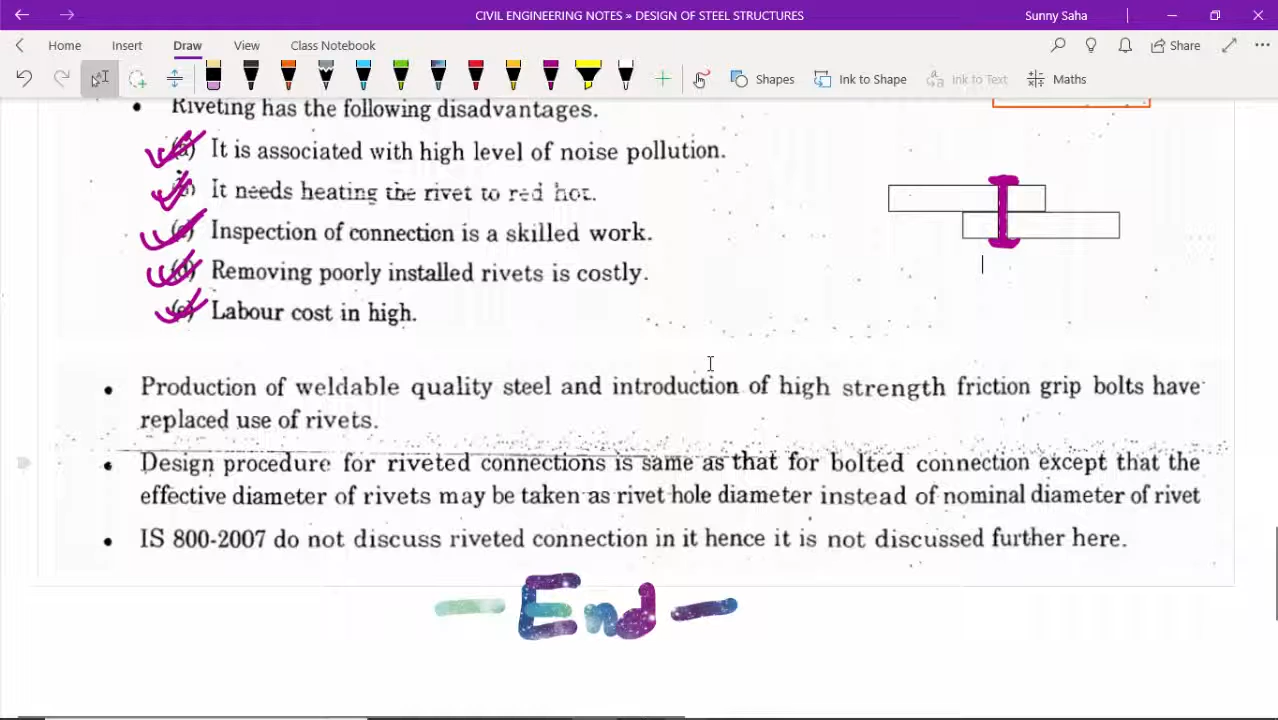 CIVIL ENGINEERING NOTES » DESIGN OF STEEL STRUCTURES
Sunny Saha
Home Insert Draw View Class Notebook
Share
Shapes Ink to Shape Ink to Text Maths
• Riveting has the following disadvantages.
(a) It is associated with high level of noise pollution.
It needs heating the rivet to red hot.
(c) Inspection of connection is a skilled work.
(d) Removing poorly installed rivets is costly.
(e) Labour cost in high.
• Production of weldable quality steel and introduction of high strength friction grip bolts have
replaced use of rivets.
• Design procedure for riveted connections is same as that for bolted connection except that the
effective diameter of rivets may be taken as rivet hole diameter instead of nominal diameter of rivet
• IS 800-2007 do not discuss riveted connection in it hence it is not discussed further here.
- End -